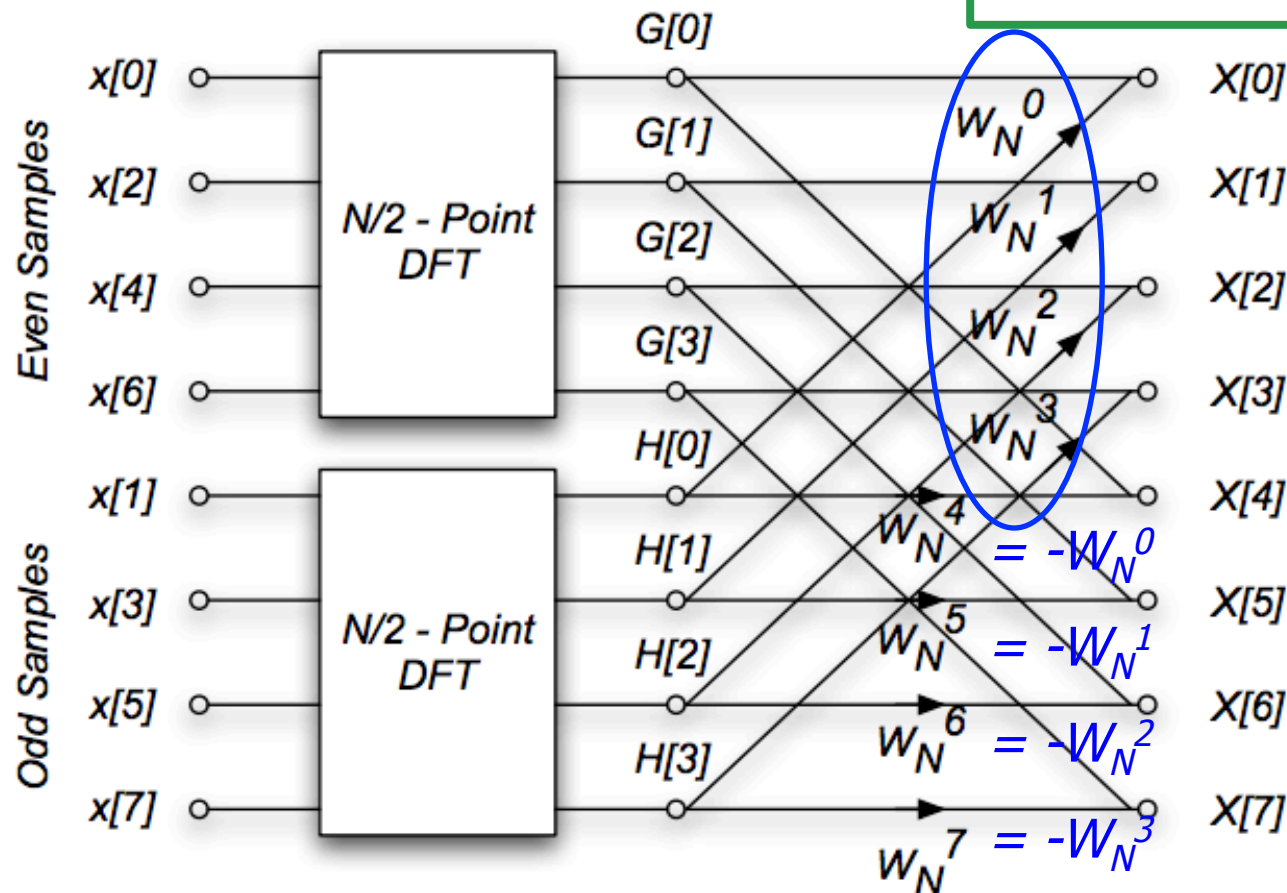 G[0]
x[0]
X[0]
W_N^0
G[1]
x[2]
X[1]
W_N^1
Even Samples
N/2 - Point
DFT
G[2]
x[4]
X[2]
W_N^2
G[3]
x[6]
X[3]
W_N^3
H[0]
x[1]
X[4]
W_N^4 = -W_N^0
H[1]
x[3]
X[5]
W_N^5 = -W_N^1
Odd Samples
N/2 - Point
DFT
H[2]
x[5]
X[6]
W_N^6 = -W_N^2
H[3]
x[7]
X[7]
W_N^7 = -W_N^3